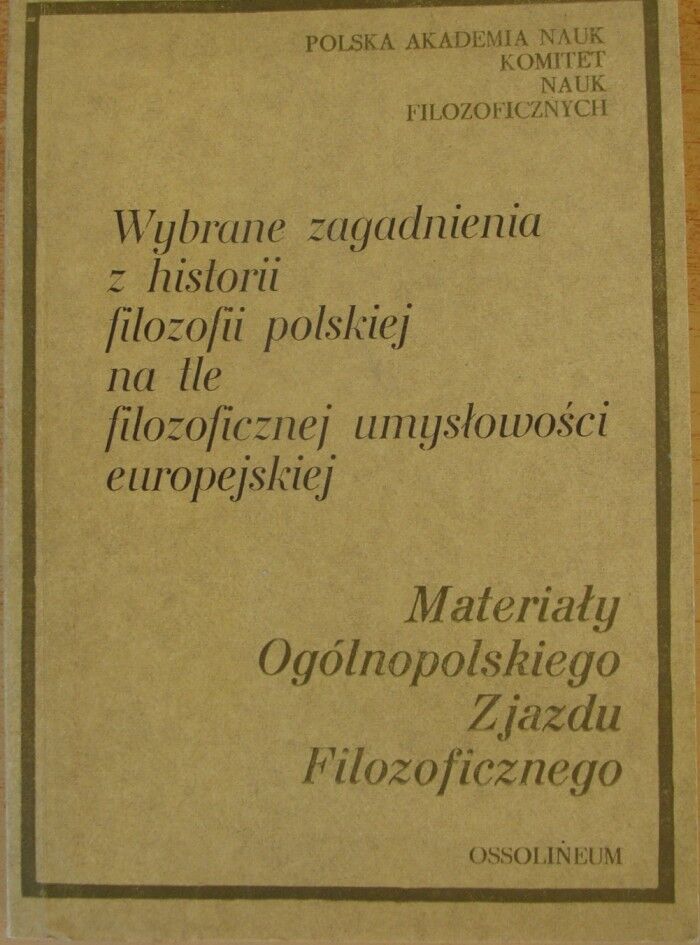 POLSKA AKADEMIA NAUK
KOMITET
NAUK
FILOZOFICZNYCH
Wybrane zagadnienia
z historii
filozofii polskiej
na tle
filozoficznej umysłowości
europejskiej
Materiały
Ogólnopolskiego
Zjazdu
Filozoficznego
OSSOLINEUM